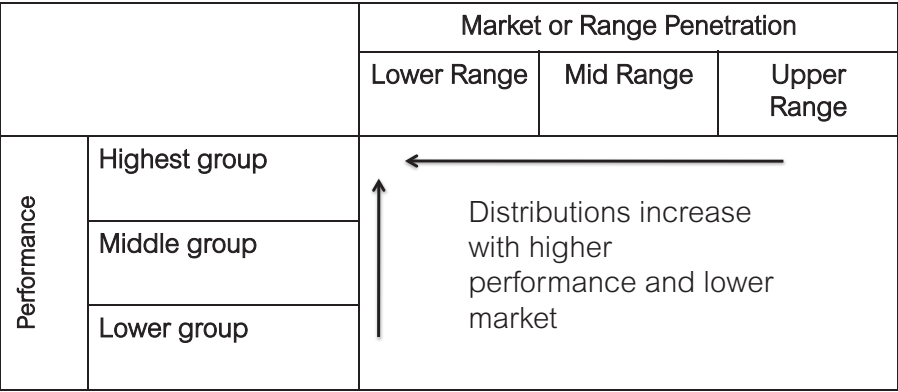 Market or Range Penetration
Lower Range
Mid Range
Upper
Range
Performance
Highest group
Middle group
Lower group
Distributions increase
with higher
performance and lower
market